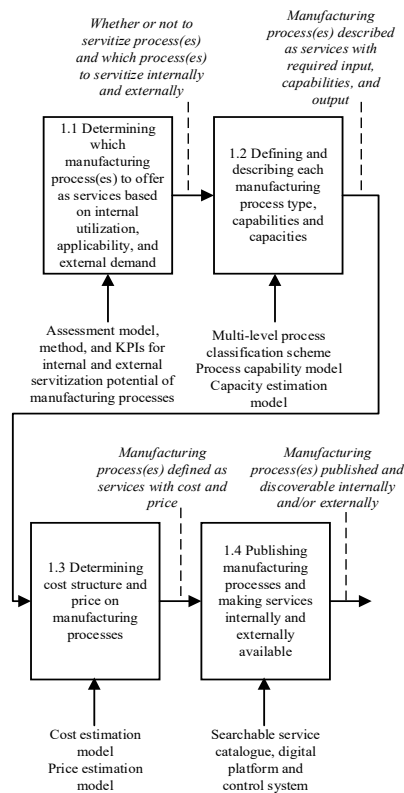 Whether or not to
servitize process(es)
and which process(es)
to servitize internally
and externally
Manufacturing
process(es) described
as services with
required input,
capabilities, and
output
1.1 Determining
which
manufacturing
process(es) to offer
as services based
on internal
utilization,
applicability, and
external demand
1.2 Defining and
describing each
manufacturing
process type,
capabilities and
capacities
Assessment model,
method, and KPIs for
internal and external
servitization potential of
manufacturing processes
Multi-level process
classification scheme
Process capability model
Capacity estimation
model
Manufacturing
process(es) defined as
services with cost and
price
Manufacturing
process(es) published and
discoverable internally
and/or externally
1.3 Determining
cost structure and
price on
manufacturing
processes
1.4 Publishing
manufacturing
processes and
making services
internally and
externally
available
Cost estimation
model
Price estimation
model
Searchable service
catalogue, digital
platform and
control system